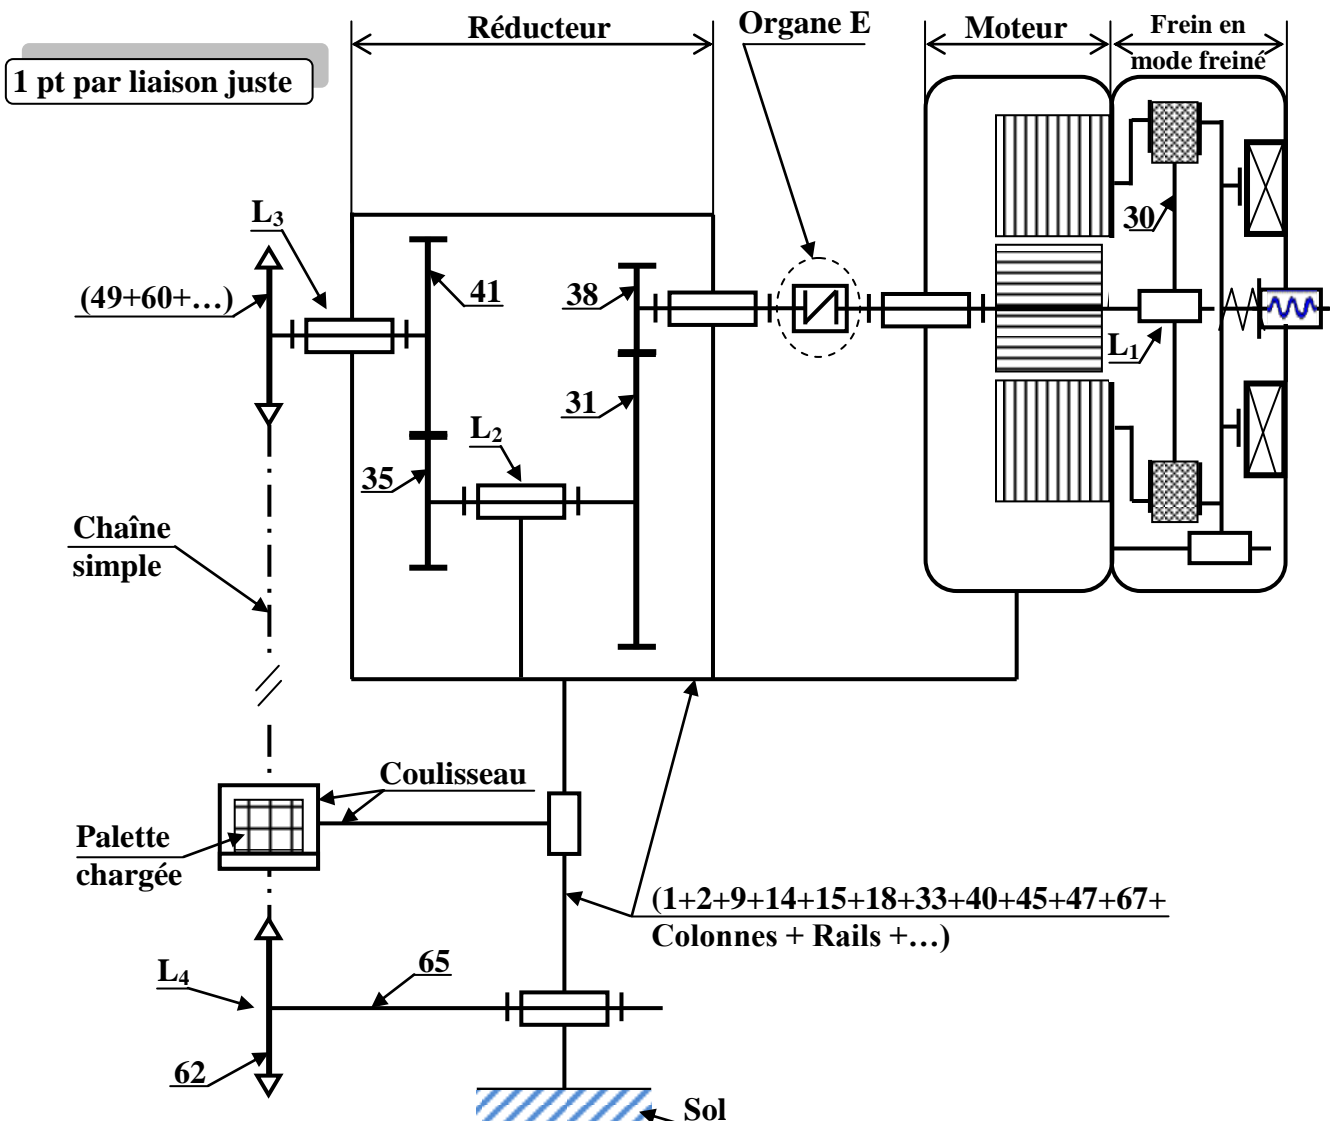 Réducteur
Organe E
Moteur
Frein en
mode freiné
1 pt par liaison juste
L3
30
(49+60+…)
41
38
L1
31
L2
35
Chaîne
simple
Coulisseau
Palette
chargée
(1+2+9+14+15+18+33+40+45+47+67+
Colonnes + Rails +…)
L4
65
62
Sol